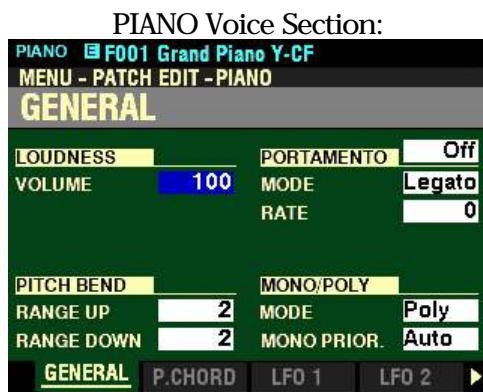 PIANO Voice Section:
PIANO E F001 Grand Piano Y-CF
MENU - PATCH EDIT - PIANO
GENERAL
LOUDNESS
VOLUME 100
PORTAMENTO Off
MODE Legato
RATE 0
PITCH BEND
RANGE UP 2
RANGE DOWN 2
MONO/POLY
MODE Poly
MONO PRIOR. Auto
GENERAL P.CHORD LFO 1 LFO 2